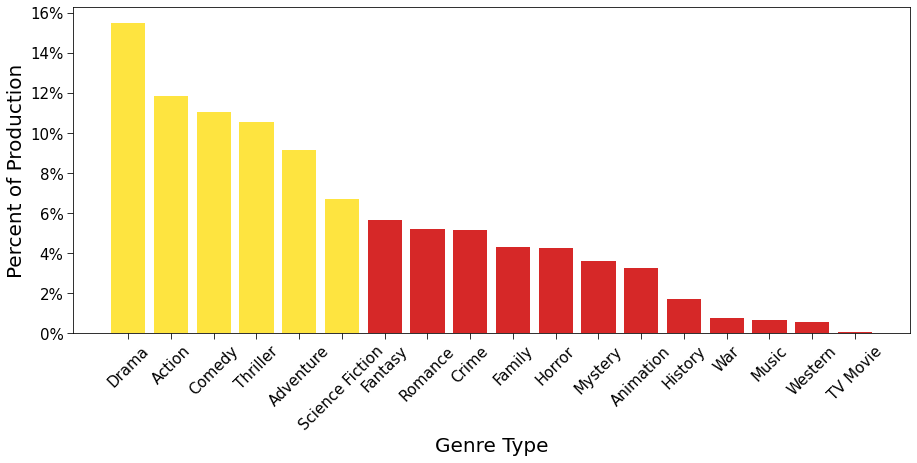 16%
14%
12%
10%
8%
6%
4%
2%
0%
Percent of Production
Drama
Action
Comedy
Thriller
Adventure
Science Fiction
Fantasy
Romance
Crime
Family
Horror
Mystery
Animation
History
War
Music
Western
TV Movie
Genre Type